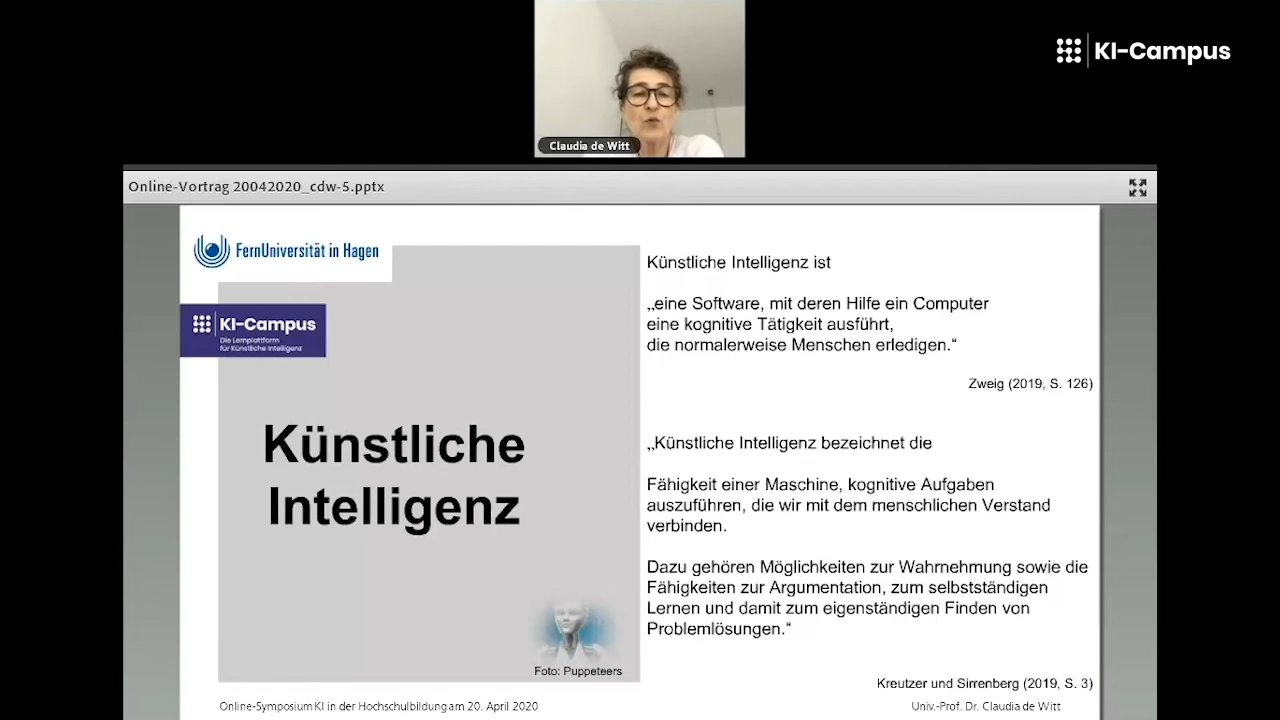 KI-Campus
Claudia de Witt
Online-Vortrag 20042020_cdw-5.pptx
FernUniversität in Hagen
KI-Campus
Die Lernplattform
für Künstliche Intelligenz
Künstliche
Intelligenz
Foto: Puppeteers
Künstliche Intelligenz ist
„eine Software, mit deren Hilfe ein Computer
eine kognitive Tätigkeit ausführt,
die normalerweise Menschen erledigen.“
Zweig (2019, S. 126)
„Künstliche Intelligenz bezeichnet die
Fähigkeit einer Maschine, kognitive Aufgaben
auszuführen, die wir mit dem menschlichen Verstand
verbinden.
Dazu gehören Möglichkeiten zur Wahrnehmung sowie die
Fähigkeiten zur Argumentation, zum selbstständigen
Lernen und damit zum eigenständigen Finden von
Problemlösungen.“
Kreutzer und Sirrenberg (2019, S. 3)
Online-Symposium KI in der Hochschulbildung am 20. April 2020
Univ.-Prof. Dr. Claudia de Witt